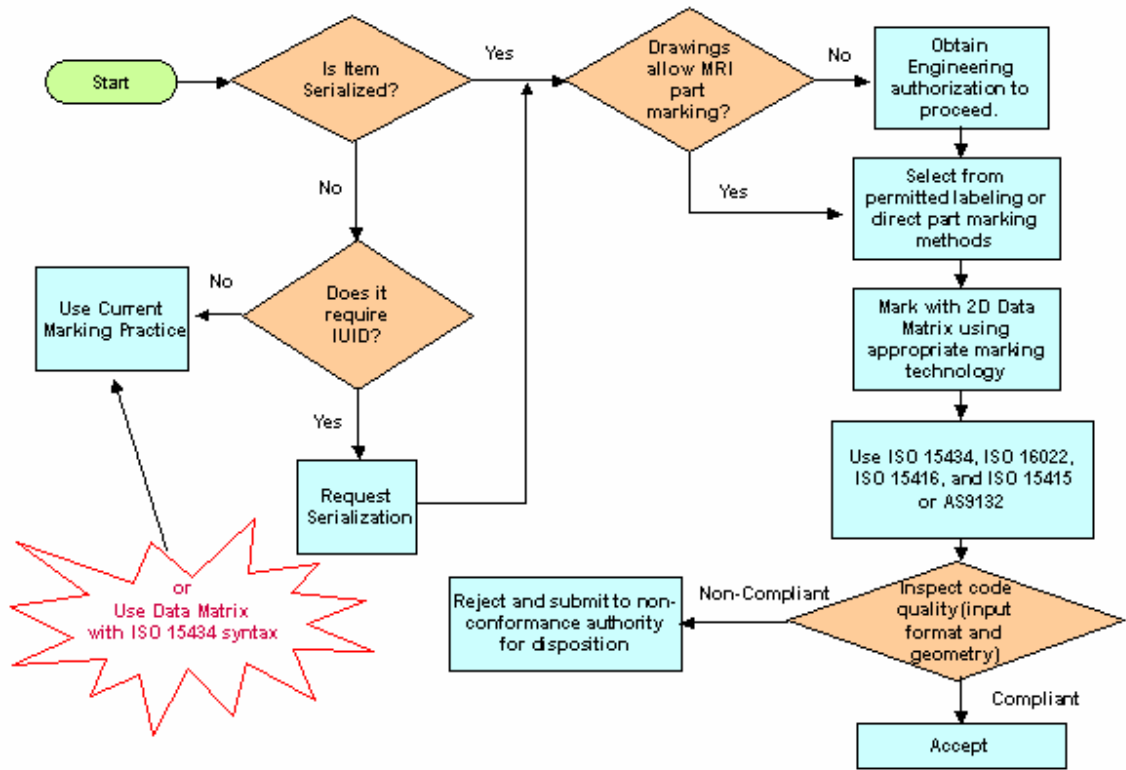 Start
Is Item
Serialized?
Yes
Drawings
allow MRI
part
marking?
No
Obtain
Engineering
authorization to
proceed.
No
Yes
Select from
permitted labeling or
direct part marking
methods
Use Current
Marking Practice
No
Does it
require
IUID?
Mark with 2D Data
Matrix using
appropriate marking
technology
Yes
Request
Serialization
Use ISO 15434, ISO 16022,
ISO 15416, and ISO 15415
or AS9132
or
Use Data Matrix
with ISO 15434 syntax
Reject and submit to non-
conformance authority
for disposition
Non-Compliant
Inspect code
quality(input
format and
geometry)
Compliant
Accept